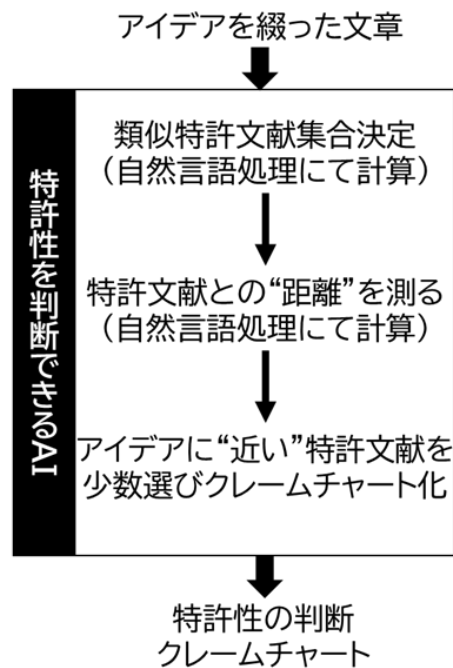 アイデアを綴った文章
特許性を判断できるAI
類似特許文献集合決定
（自然言語処理にて計算）
特許文献との“距離”を測る
（自然言語処理にて計算）
アイデアに“近い”特許文献を
少数選びクレームチャート化
特許性の判断
クレームチャート